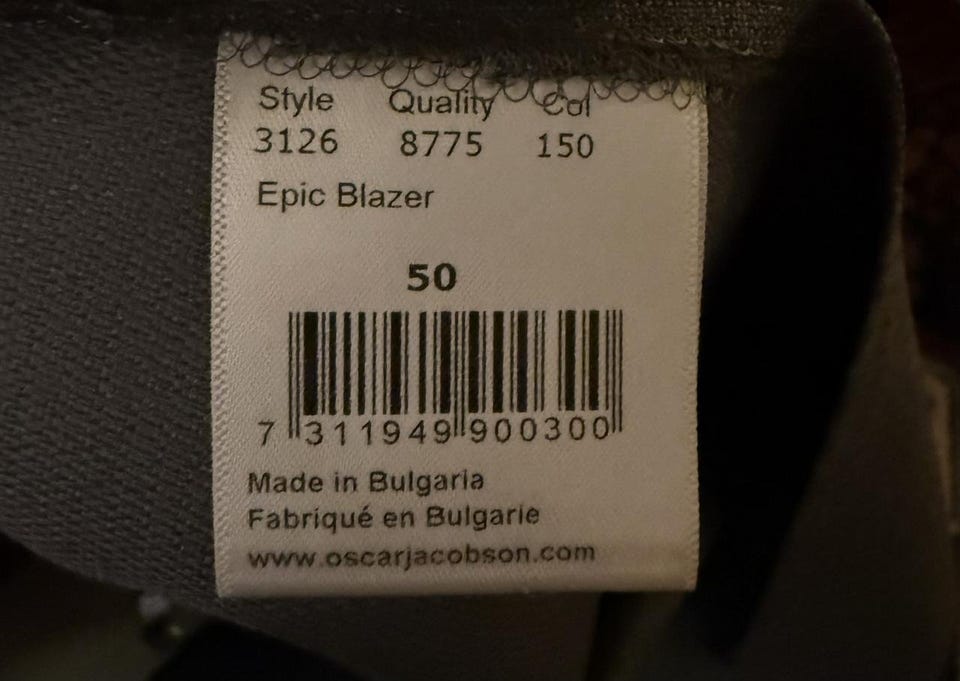 Style Quality Col
3126 8775 150
Epic Blazer
50
7 311949 900300
Made in Bulgaria
Fabriqué en Bulgarie
www.oscarjacobson.com